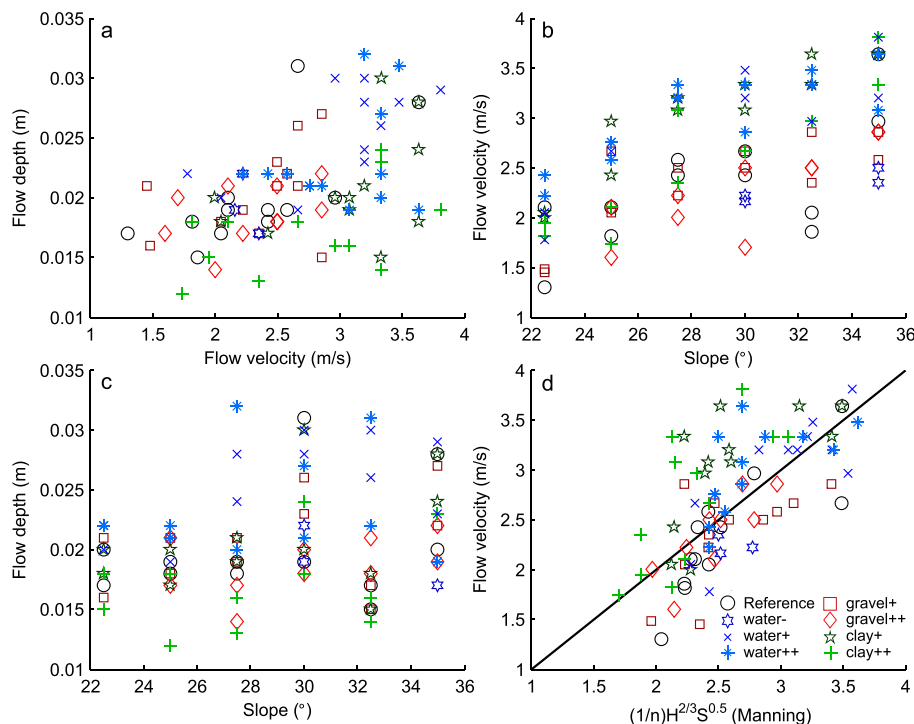 a
0.035
0.03
0.025
0.02
0.015
0.01
Flow depth (m)
1 1.5 2 2.5 3 3.5 4
Flow velocity (m/s)
b
4
3.5
3
2.5
2
1.5
1
Flow velocity (m/s)
22 24 26 28 30 32 34 36
Slope (°)
c
0.035
0.03
0.025
0.02
0.015
0.01
Flow depth (m)
22 24 26 28 30 32 34 36
Slope (°)
d
4
3.5
3
2.5
2
1.5
1
Flow velocity (m/s)
Reference
water-
water+
water++
gravel+
gravel++
clay+
clay++
1 1.5 2 2.5 3 3.5 4
(1/n)H^{2/3}S^{0.5} (Manning)